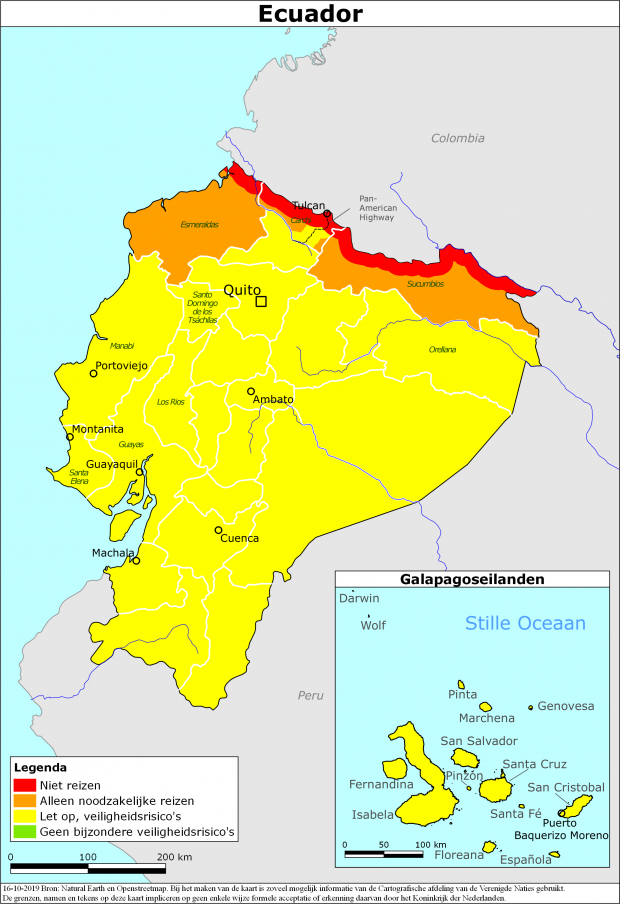 Ecuador
Colombia
Pan-
American
Highway
Tulcan
Carchi
Esmeraldas
Sucumbios
Quito
Santo
Domingo
de los
Tsáchilas
Manabi
Orellana
Portoviejo
Los Rios
Ambato
Montanita
Guayas
Guayaquil
Santa
Elena
Cuenca
Machala
Peru
Galapagoseilanden
Darwin
Wolf
Stille Oceaan
Pinta
Marchena
Genovesa
San Salvador
Santa Cruz
Pinzón
Fernandina
San Cristobal
Isabela
Santa Fé
Puerto
Baquerizo Moreno
Floreana
Española
0 50 100 km
Legenda
Niet reizen
Alleen noodzakelijke reizen
Let op, veiligheidsrisico's
Geen bijzondere veiligheidsrisico's
0 100 200 km
16-10-2019 Bron: Natural Earth en Openstreetmap. Bij het maken van de kaart is zoveel mogelijk informatie van de Cartografische afdeling van de Verenigde Naties gebruikt.
De grenzen, namen en tekens op deze kaart impliceren op geen enkele wijze formele acceptatie of erkenning daarvan door het Koninkrijk der Nederlanden.